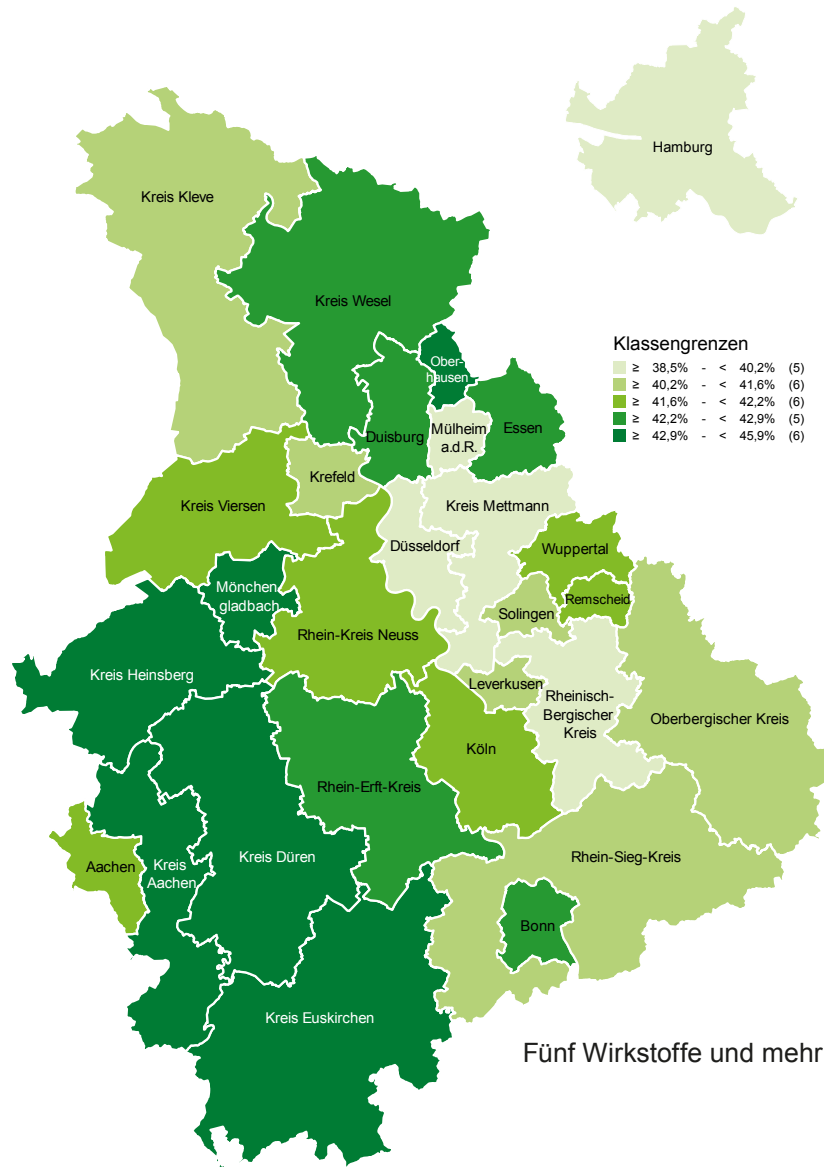 Hamburg
Kreis Kleve
Kreis Wesel
Klassengrenzen
≥ 38,5% - < 40,2% (5)
≥ 40,2% - < 41,6% (6)
≥ 41,6% - < 42,2% (6)
≥ 42,2% - < 42,9% (5)
≥ 42,9% - < 45,9% (6)
Ober-
hausen
Duisburg
Mülheim
a.d.R.
Essen
Krefeld
Kreis Viersen
Kreis Mettmann
Düsseldorf
Wuppertal
Mönchen
gladbach
Remscheid
Solingen
Rhein-Kreis Neuss
Kreis Heinsberg
Leverkusen
Rheinisch-
Bergischer
Kreis
Oberbergischer Kreis
Köln
Rhein-Erft-Kreis
Kreis Düren
Rhein-Sieg-Kreis
Aachen
Kreis
Aachen
Bonn
Kreis Euskirchen
Fünf Wirkstoffe und mehr